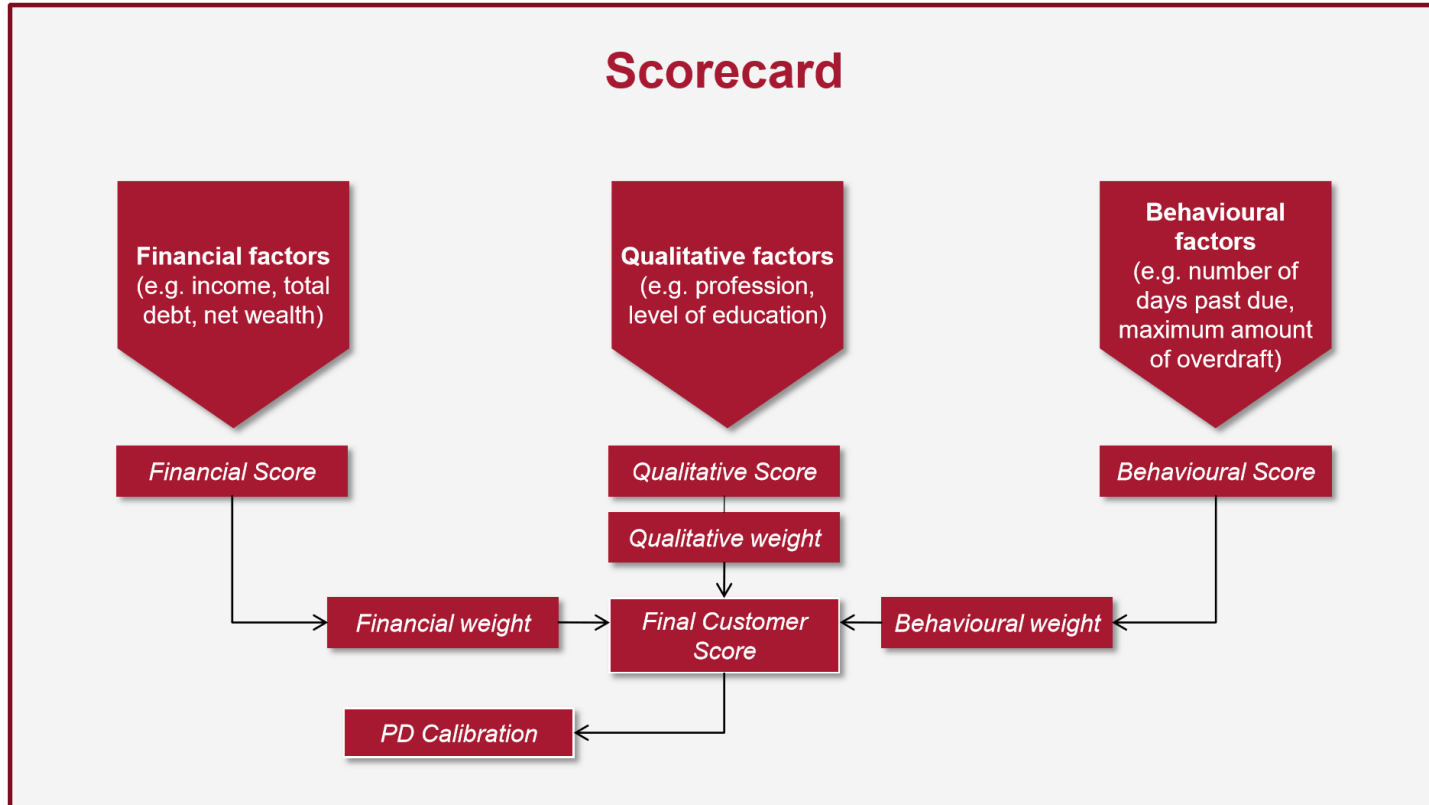 Scorecard
Financial factors
(e.g. income, total
debt, net wealth)
Qualitative factors
(e.g. profession,
level of education)
Behavioural
factors
(e.g. number of
days past due,
maximum amount
of overdraft)
Financial Score
Qualitative Score
Behavioural Score
Qualitative weight
Financial weight
Final Customer
Score
Behavioural weight
PD Calibration